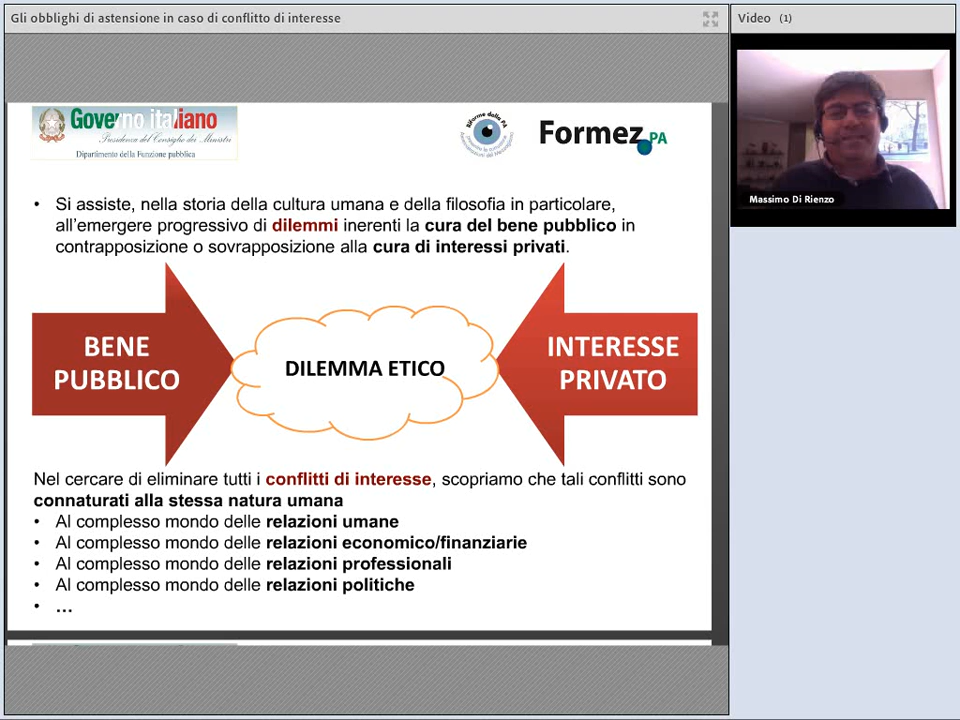 Gli obblighi di astensione in caso di conflitto di interesse
Video (1)
Governo italiano
Presidenza del Consiglio dei Ministri
Dipartimento della Funzione pubblica
Riforme della PA
Formez PA
Massimo Di Rienzo
• Si assiste, nella storia della cultura umana e della filosofia in particolare,
all’emergere progressivo di dilemmi inerenti la cura del bene pubblico in
contrapposizione o sovrapposizione alla cura di interessi privati.
BENE
PUBBLICO
DILEMMA ETICO
INTERESSE
PRIVATO
Nel cercare di eliminare tutti i conflitti di interesse, scopriamo che tali conflitti sono
connaturati alla stessa natura umana
• Al complesso mondo delle relazioni umane
• Al complesso mondo delle relazioni economico/finanziarie
• Al complesso mondo delle relazioni professionali
• Al complesso mondo delle relazioni politiche
• ...